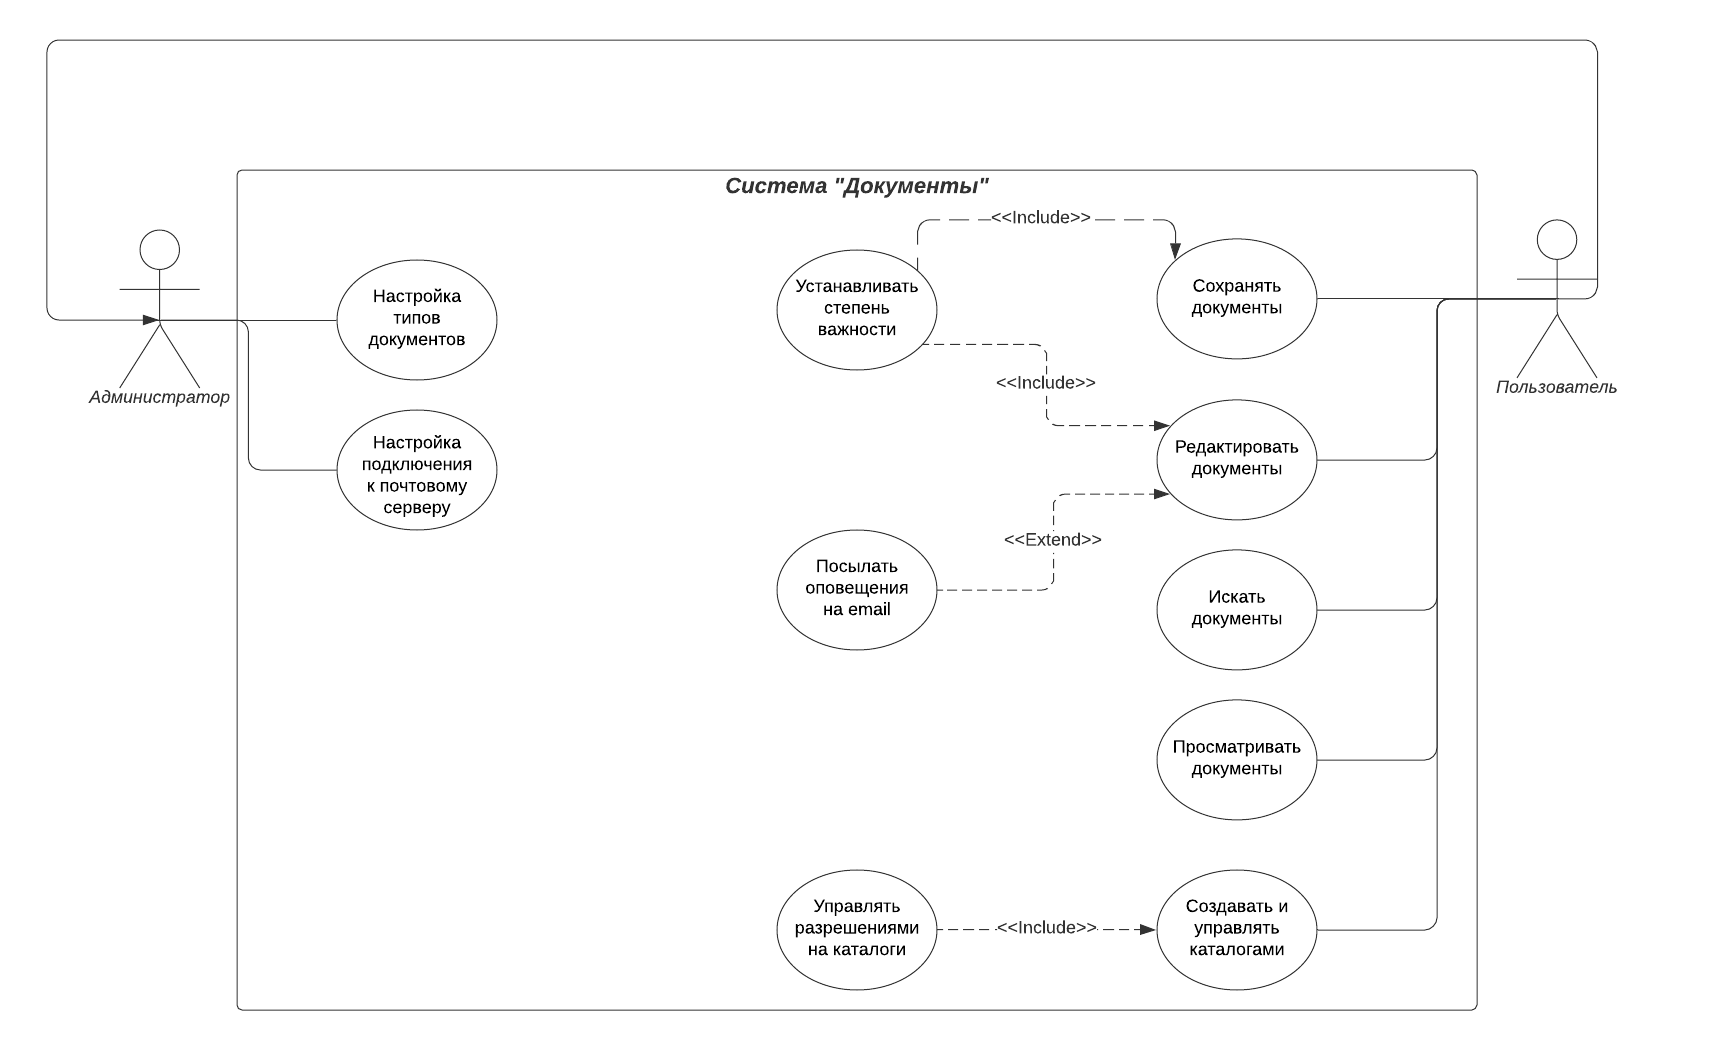 Система "Документы"
<<Include>>
Администратор
Настройка
типов
документов
Настройка
подключения
к почтовому
серверу
Устанавливать
степень
важности
<<Include>>
Сохранять
документы
Пользователь
Редактировать
документы
<<Extend>>
Посылать
оповещения
на email
Искать
документы
Просматривать
документы
Управлять
разрешениями
на каталоги
<<Include>>
Создавать и
управлять
каталогами